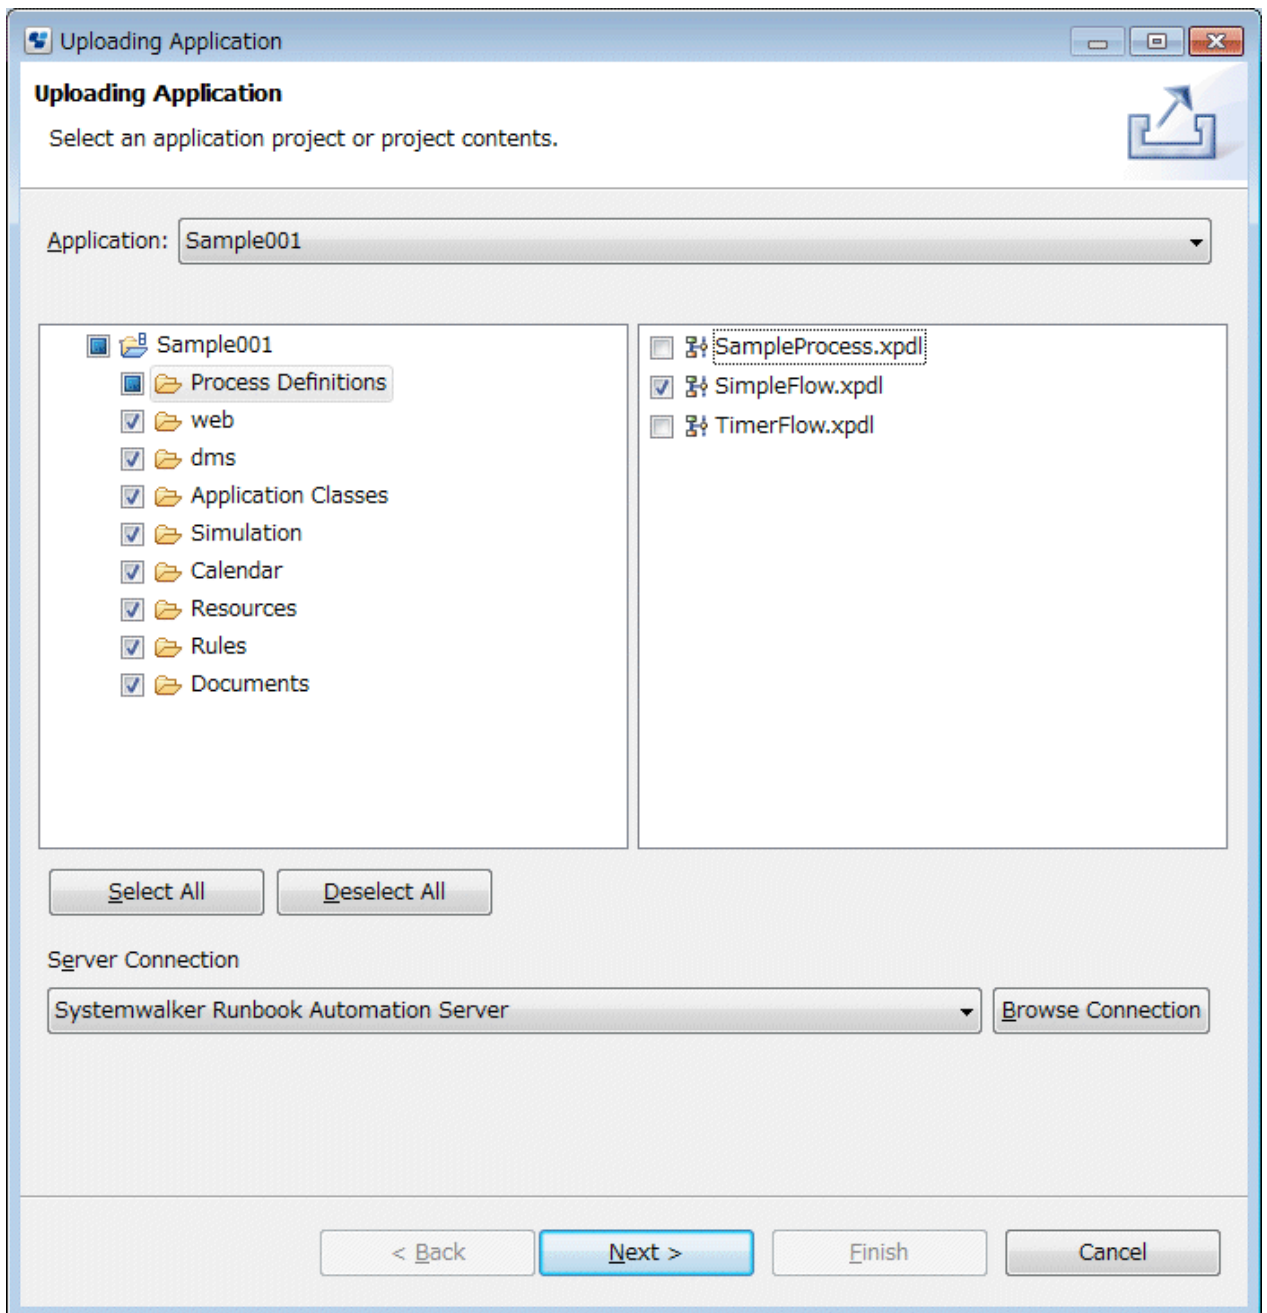 Uploading Application
Uploading Application
Select an application project or project contents.
Application: Sample001
Sample001
Process Definitions
web
dms
Application Classes
Simulation
Calendar
Resources
Rules
Documents
SampleProcess.xpdl
SimpleFlow.xpdl
TimerFlow.xpdl
Select All Deselect All
Server Connection
Systemwalker Runbook Automation Server Browse Connection
< Back Next > Finish Cancel